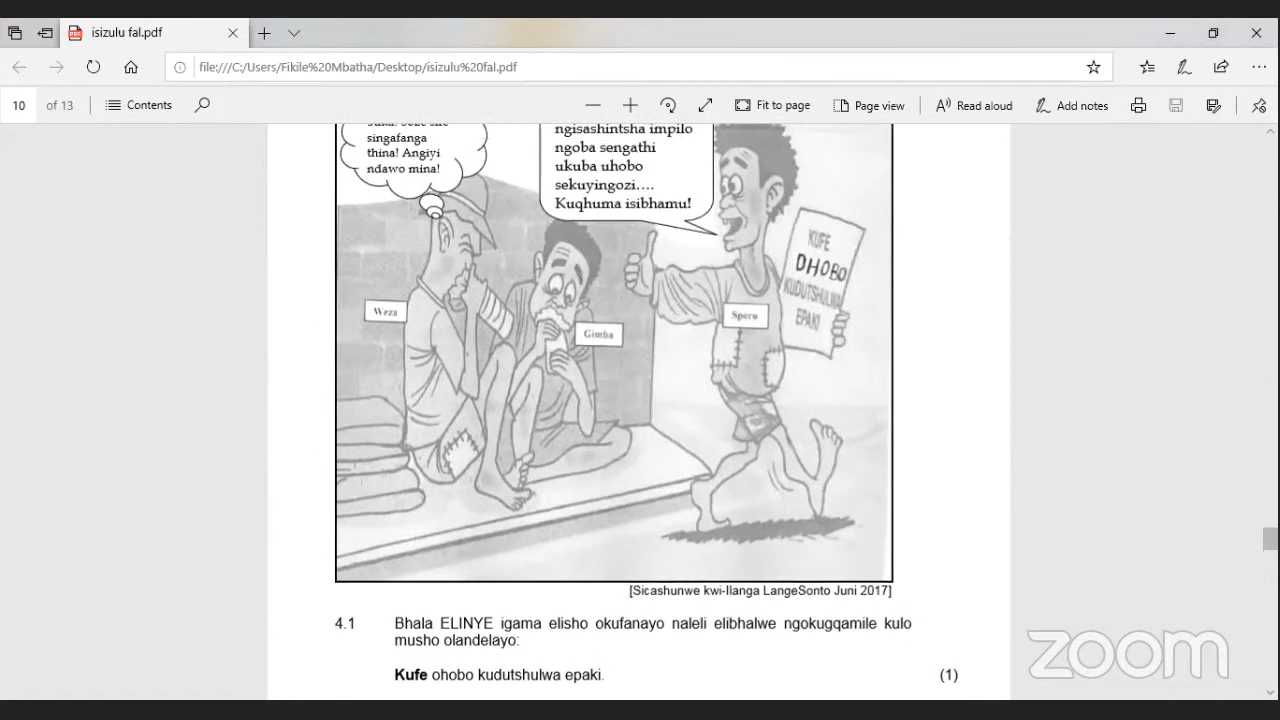 isizulu fal.pdf
file:///C:/Users/Fikile%20Mbatha/Desktop/isizulu%20fal.pdf
10 of 13
Contents
Fit to page
Page view
Read aloud
Add notes
singafanga
thina! Angiyi
ndawo mina!
ngisashintsha impilo
ngoba sengathi
ukuba uhobo
sekuyingozi….
Kuqhuma isibhamu!
KUFE
OHOBO
KUDUTSHULWA
EPAKI
Weza
Gimba
Sporo
[Sicashunwe kwi-Ilanga LangeSonto Juni 2017]
4.1 Bhala ELINYE igama elisho okufanayo naleli elibhalwe ngokugqamile kulo
musho olandelayo:
Kufe ohobo kudutshulwa epaki. (1)
zoom